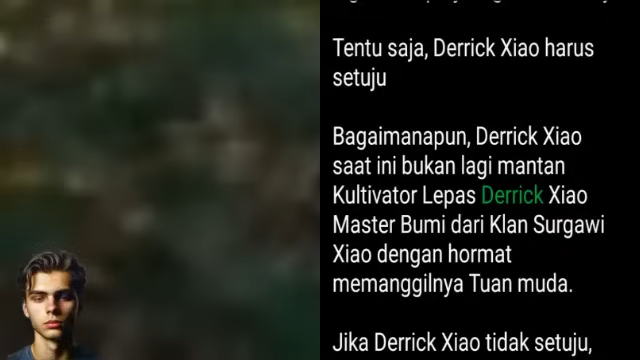 Tentu saja, Derrick Xiao harus
setuju
Bagaimanapun, Derrick Xiao
saat ini bukan lagi mantan
Kultivator Lepas Derrick Xiao
Master Bumi dari Klan Surgawi
Xiao dengan hormat
memanggilnya Tuan muda.
Jika Derrick Xiao tidak setuju,